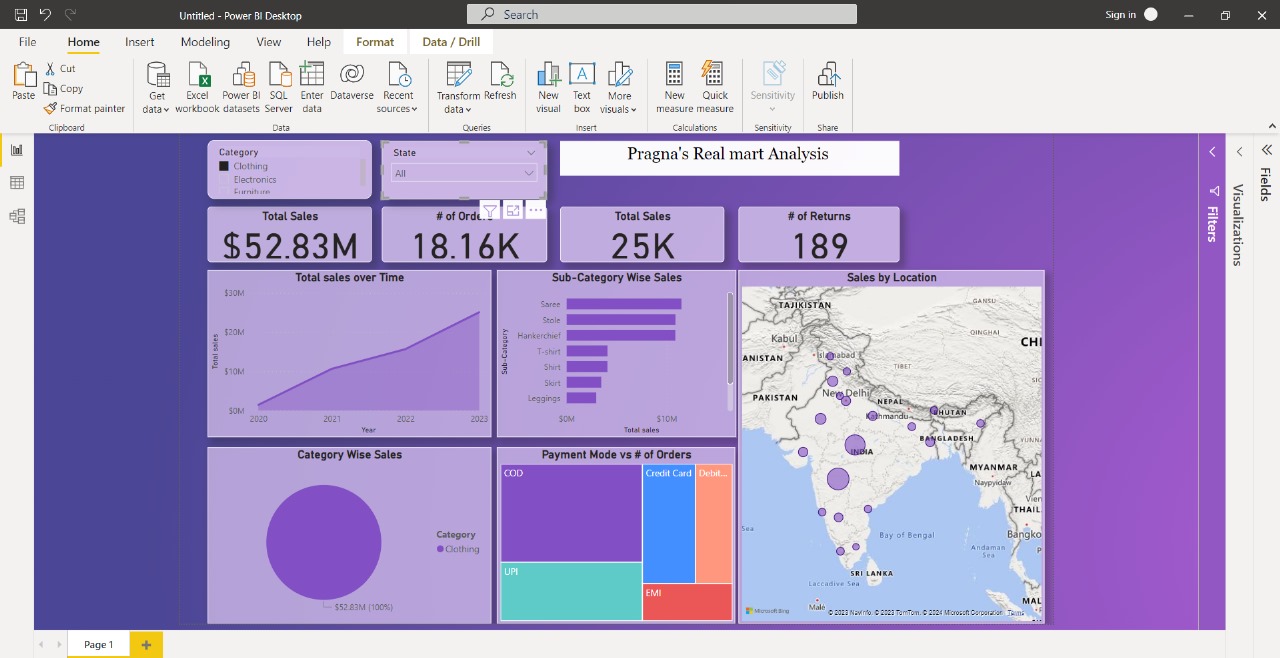 Untitled - Power BI Desktop
Search
Sign in
File Home Insert Modeling View Help Format Data / Drill
Paste
Cut
Copy
Format painter
Clipboard
Get data
Excel workbook
Power BI datasets
SQL Server
Enter data
Dataverse
Recent sources
Data
Transform data
Refresh
Queries
New visual
Text box
More visuals
Insert
New measure
Quick measure
Calculations
Sensitivity
Sensitivity
Publish
Share
Category
Clothing
Electronics
Furniture
State
All
Pragna's Real mart Analysis
Total Sales
$52.83M
# of Orde
18.16K
Total Sales
25K
# of Returns
189
Total sales over Time
$30M
$20M
$10M
$0M
Total sales
2020 2021 2022 2023
Year
Sub-Category Wise Sales
Sub-Category
Saree
Stole
Hankerchief
T-shirt
Shirt
Skirt
Leggings
$0M $10M
Total sales
Sales by Location
TAJIKISTAN
GANSU
Kabul
QINGHAI
CHI
Islamabad
ANISTAN
TIBET
SIC
New Delhi
PAKISTAN
NEPAL
Kathmandu
BHUTAN
BANGLADESH
YUNN
INDIA
MYANMAR
LA
Naypyidaw
Vien
THAIL
Sea
Bay of Bengal
Bangko
Andaman Sea
P
SRI LANKA
Laccadive Sea
Malé
MAL
Microsoft Bing
© 2023 NavInfo, © 2023 TomTom, © 2024 Microsoft Corporation Terms
Category Wise Sales
Category
Clothing
$52.83M (100%)
Payment Mode vs # of Orders
COD
Credit Card
Debit...
UPI
EMI
Filters
Visualizations
Fields
Page 1